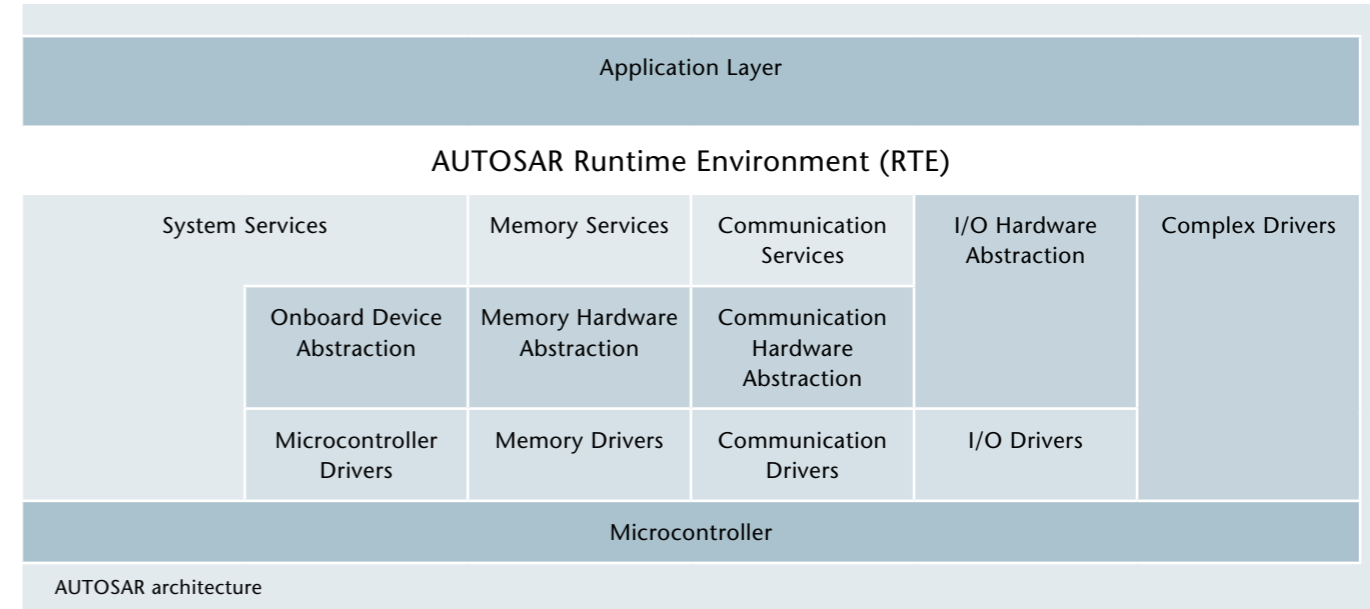 Application Layer
AUTOSAR Runtime Environment (RTE)
System Services
Memory Services
Communication
Services
I/O Hardware
Abstraction
Complex Drivers
Onboard Device
Abstraction
Memory Hardware
Abstraction
Communication
Hardware
Abstraction
Microcontroller
Drivers
Memory Drivers
Communication
Drivers
I/O Drivers
Microcontroller
AUTOSAR architecture